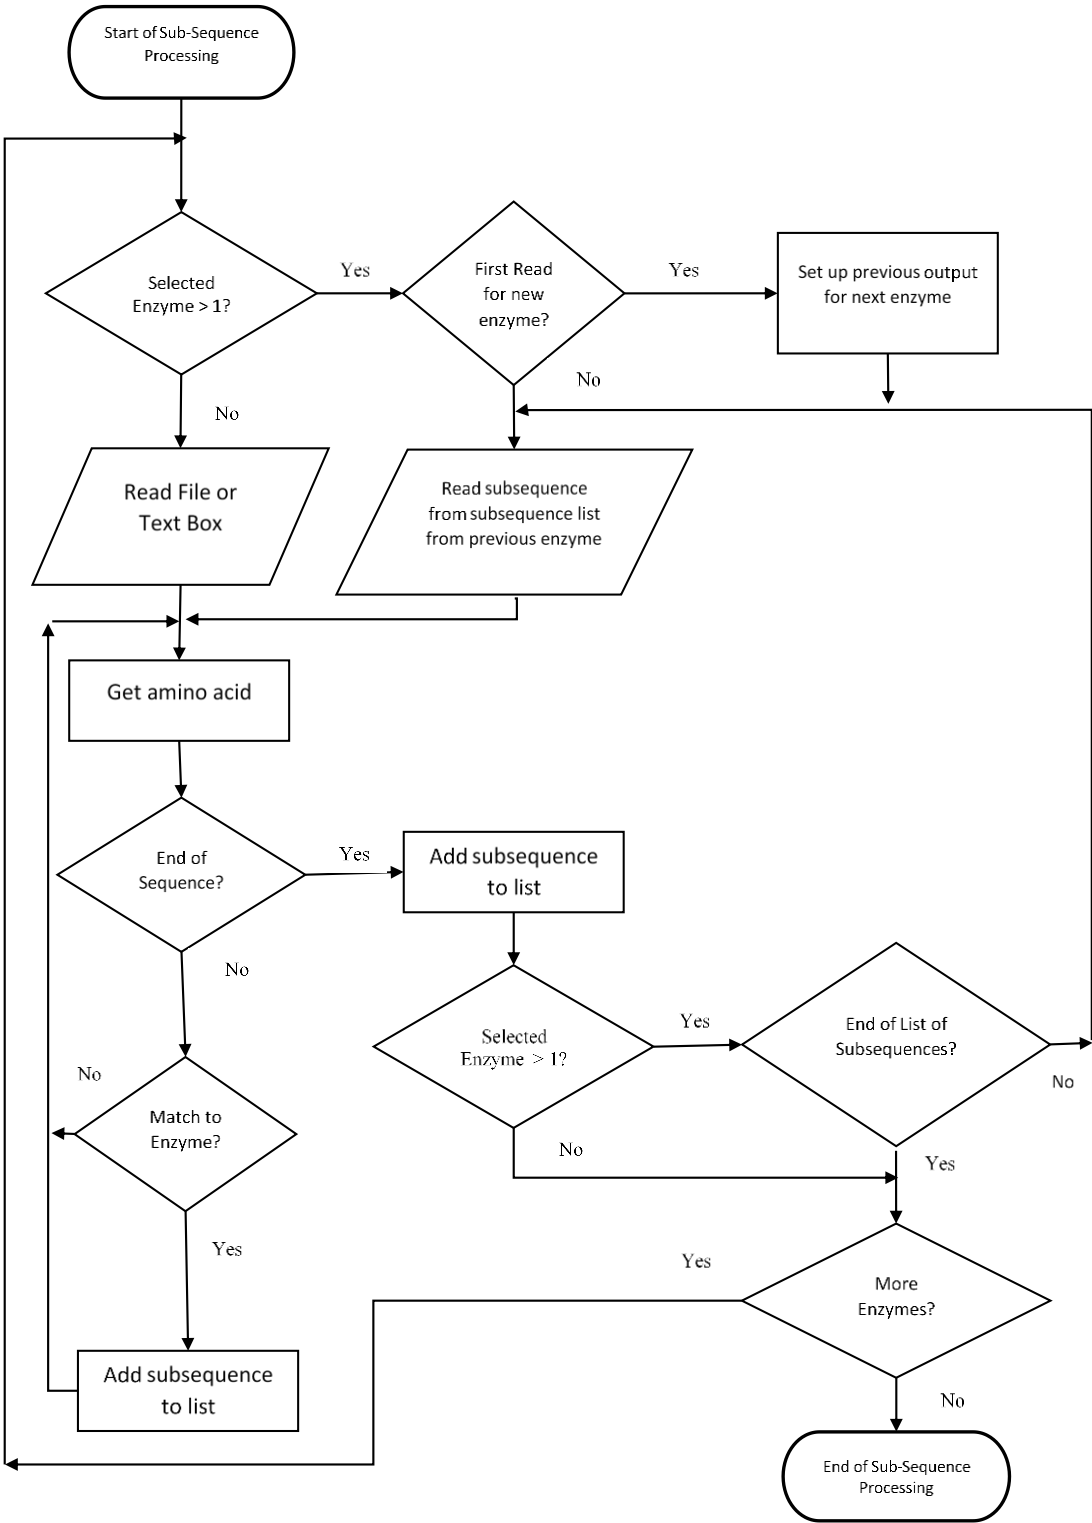 Start of Sub-Sequence
Processing
Selected
Enzyme > 1?
Yes
First Read
for new
enzyme?
Yes
Set up previous output
for next enzyme
No
No
Read File or
Text Box
Read subsequence
from subsequence list
from previous enzyme
Get amino acid
End of
Sequence?
Yes
Add subsequence
to list
No
Selected
Enzyme > 1?
Yes
End of List of
Subsequences?
No
No
Match to
Enzyme?
No
Yes
Yes
Yes
More
Enzymes?
Add subsequence
to list
No
End of Sub-Sequence
Processing